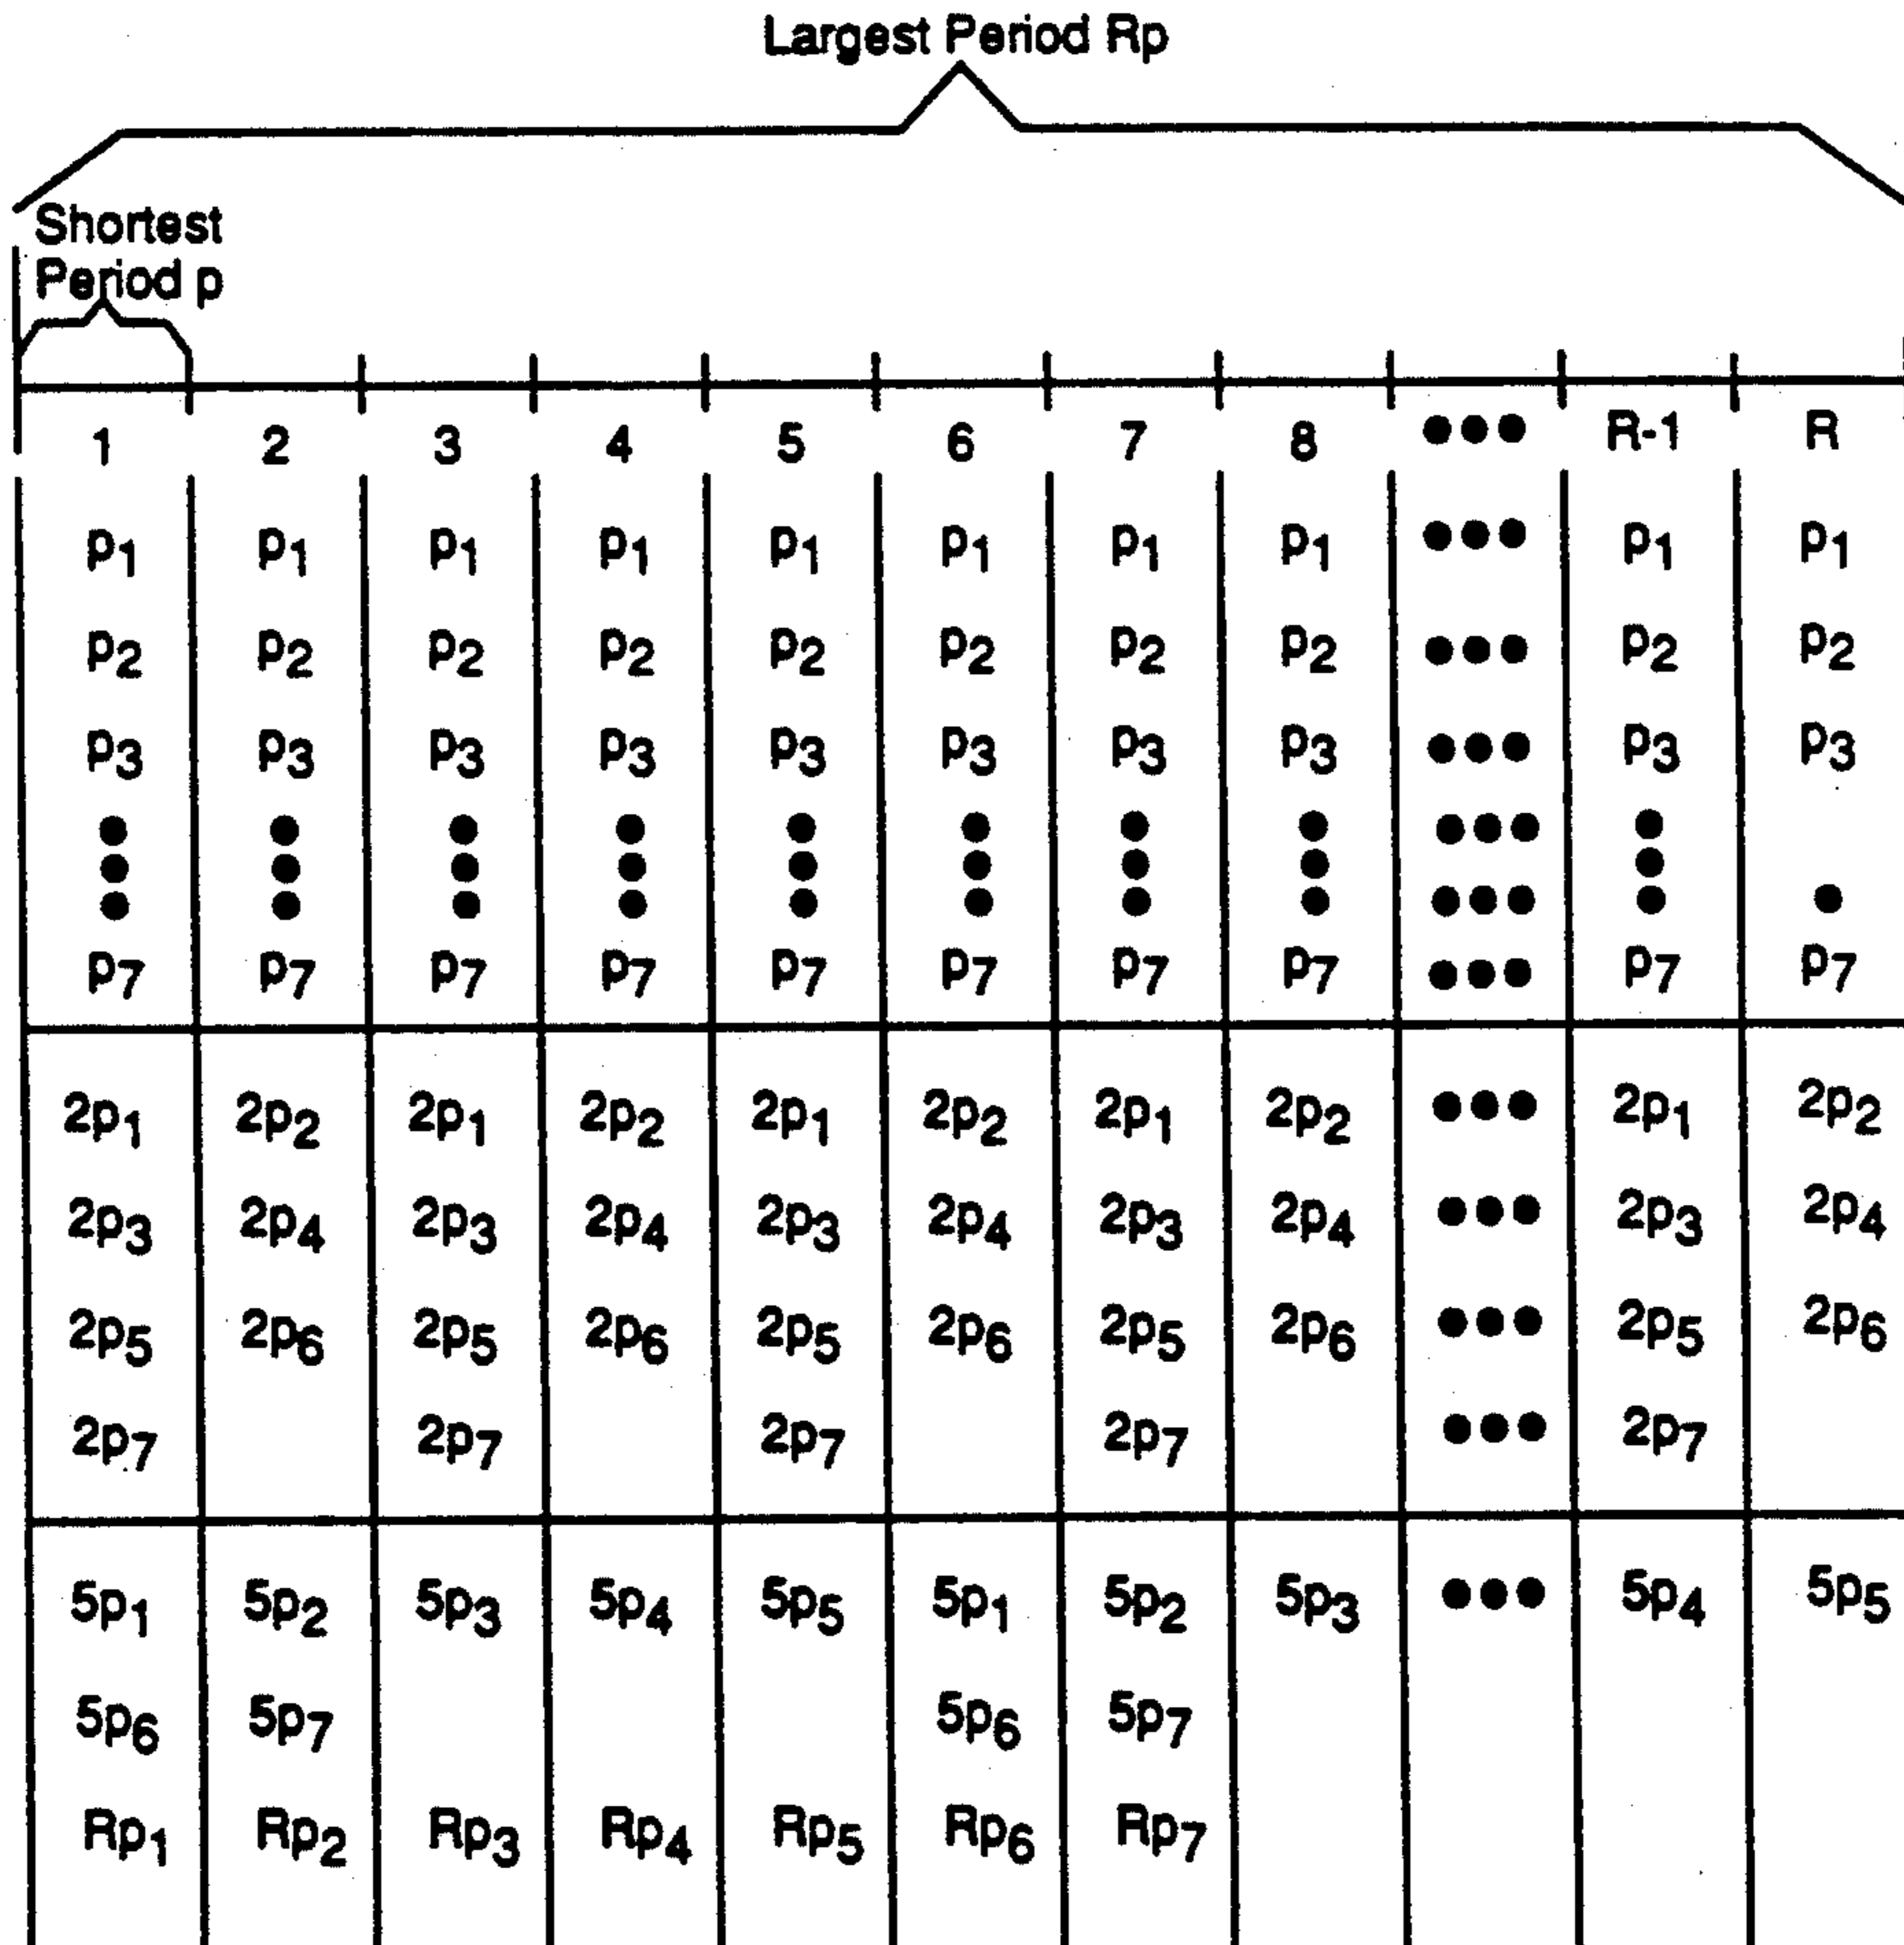 Largest Period Rp
Shortest
Period p
1 2 3 4 5 6 7 8 ●●● R-1 R
p₁ p₁ p₁ p₁ p₁ p₁ p₁ p₁ ●●● p₁ p₁
p₂ p₂ p₂ p₂ p₂ p₂ p₂ p₂ ●●● p₂ p₂
p₃ p₃ p₃ p₃ p₃ p₃ p₃ p₃ ●●● p₃ p₃
p₇ p₇ p₇ p₇ p₇ p₇ p₇ p₇ ●●● p₇ p₇
2p₁ 2p₂ 2p₁ 2p₂ 2p₁ 2p₂ 2p₁ 2p₂ ●●● 2p₁ 2p₂
2p₃ 2p₄ 2p₃ 2p₄ 2p₃ 2p₄ 2p₃ 2p₄ ●●● 2p₃ 2p₄
2p₅ 2p₆ 2p₅ 2p₆ 2p₅ 2p₆ 2p₅ 2p₆ ●●● 2p₅ 2p₆
2p₇ 2p₇ 2p₇ 2p₇ ●●● 2p₇
5p₁ 5p₂ 5p₃ 5p₄ 5p₅ 5p₁ 5p₂ 5p₃ ●●● 5p₄ 5p₅
5p₆ 5p₇ 5p₆ 5p₇
Rp₁ Rp₂ Rp₃ Rp₄ Rp₅ Rp₆ Rp₇